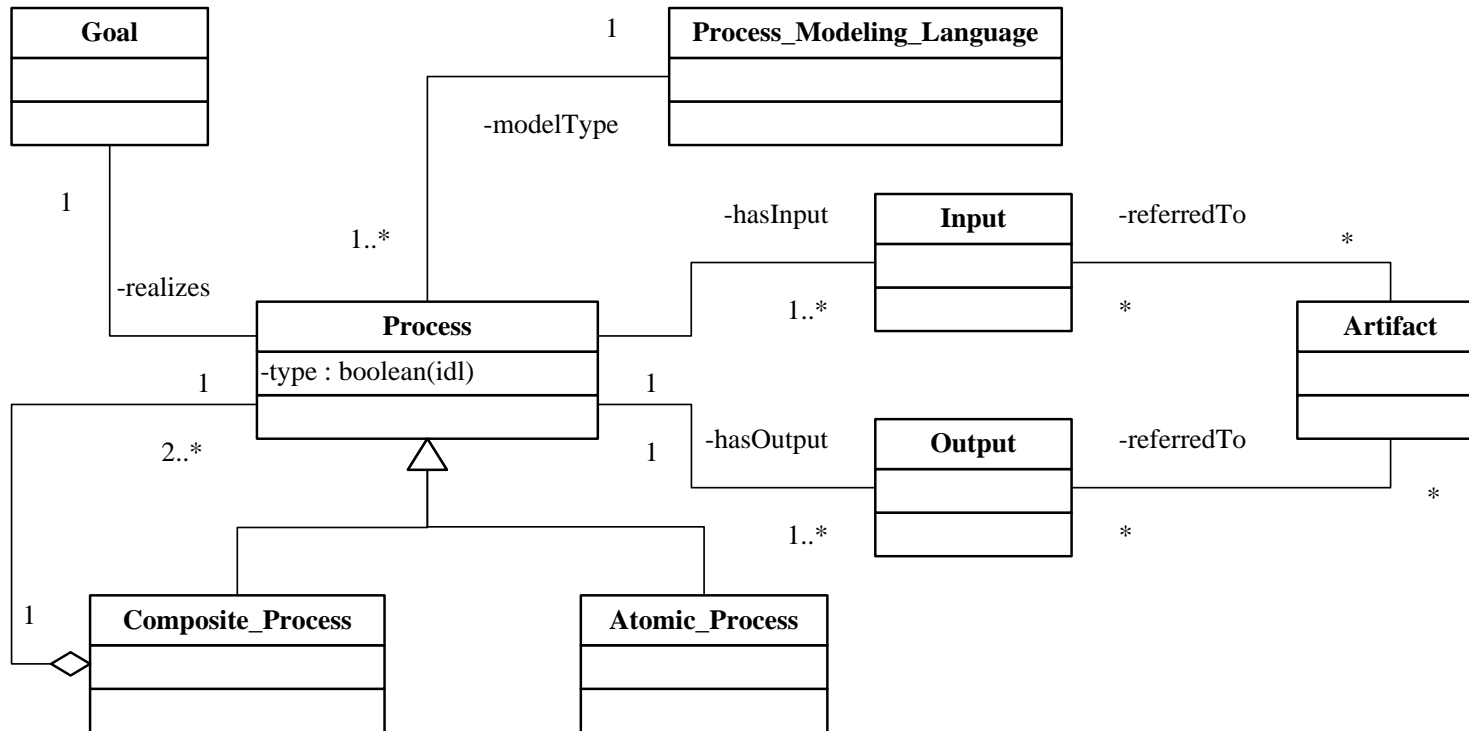 Goal
1
Process_Modeling_Language
-modelType
1
-hasInput
Input
-referredTo
1..*
*
-realizes
1..*
*
Process
Artifact
-type : boolean(idl)
1
1
2..*
1
-hasOutput
Output
-referredTo
1..*
*
*
1
Composite_Process
Atomic_Process